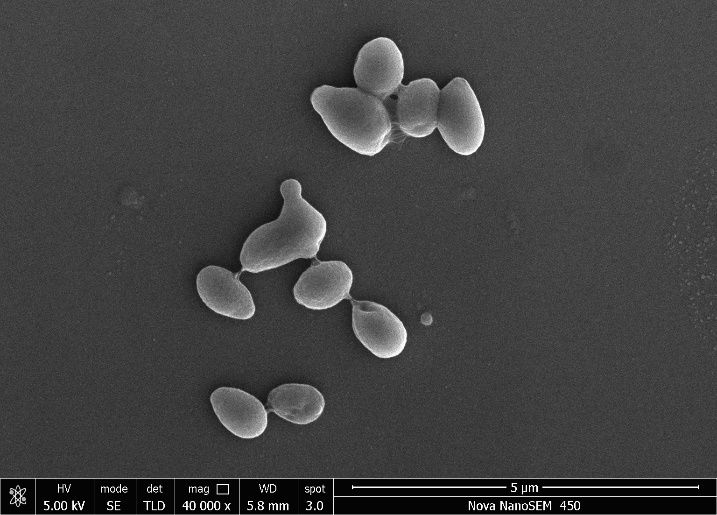 HV mode det mag WD spot 5 µm
5.00 kV SE TLD 40 000 x 5.8 mm 3.0 Nova NanoSEM 450